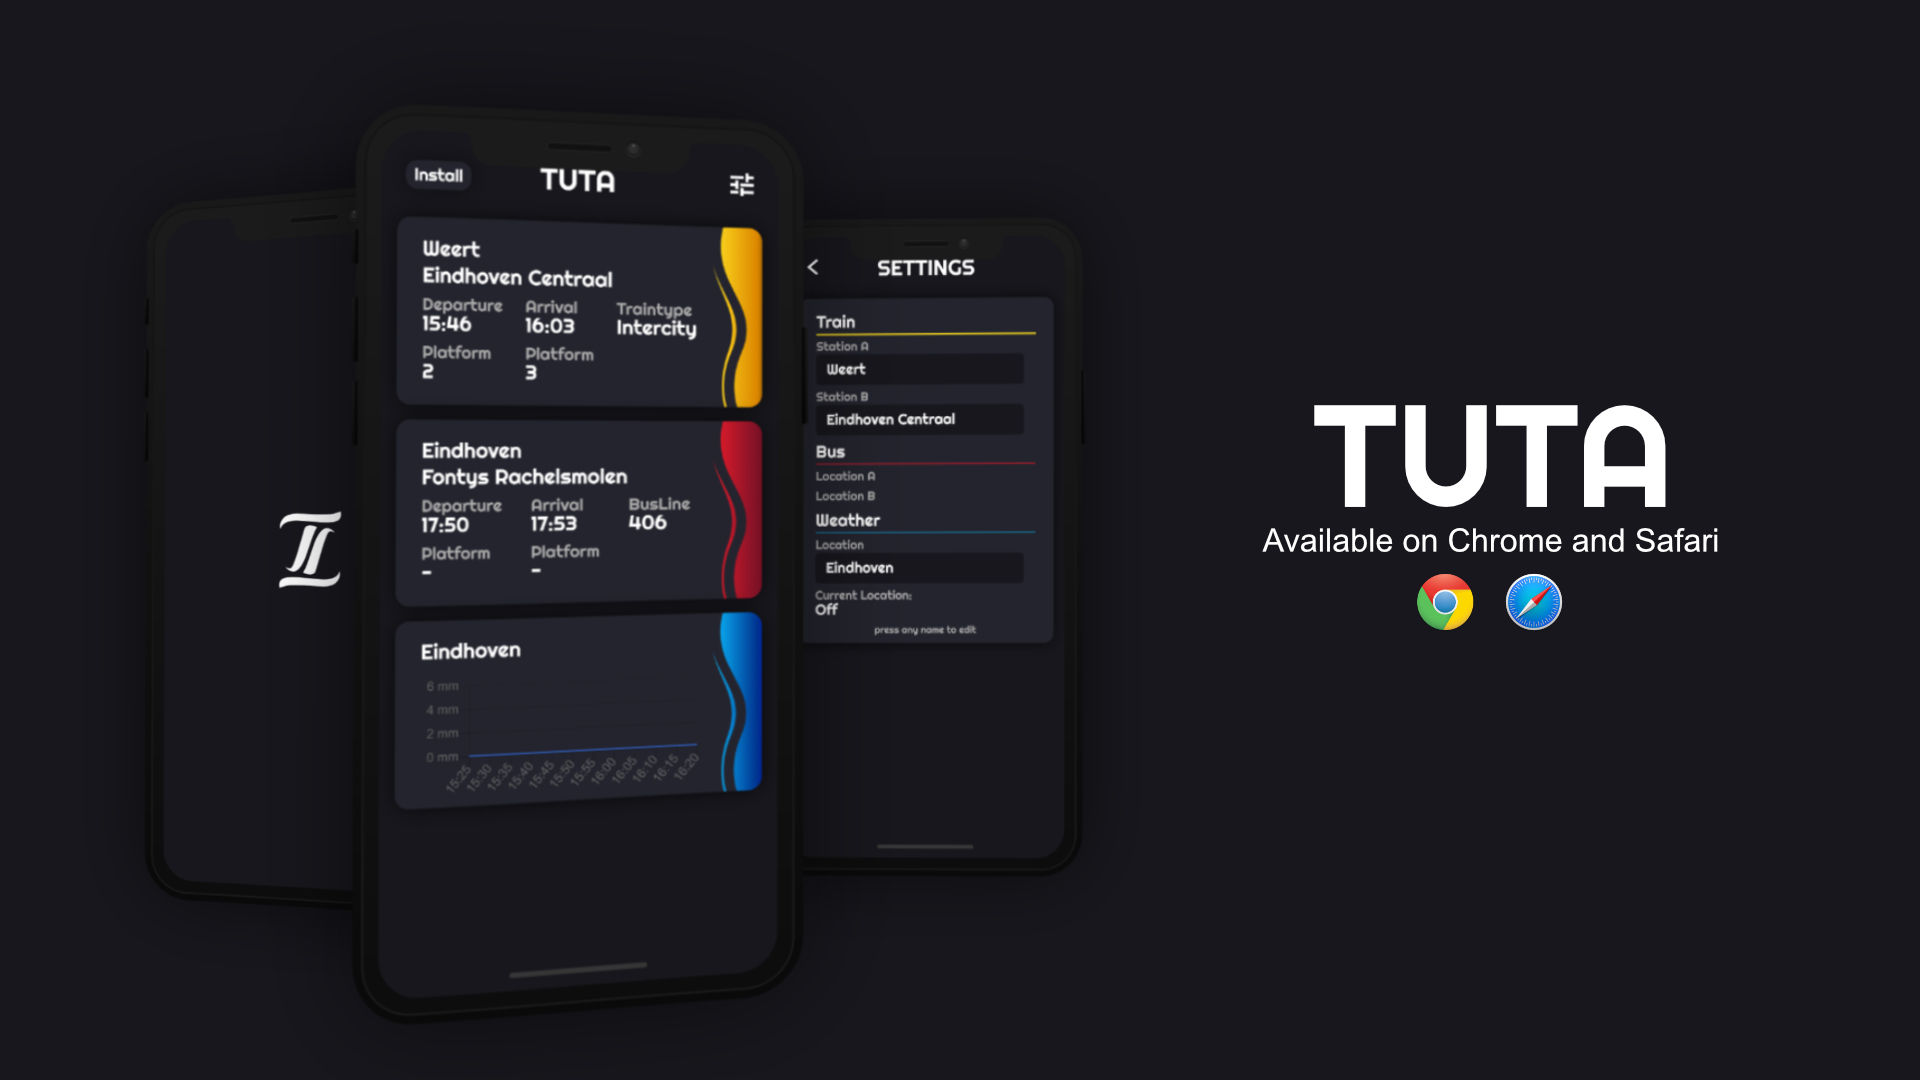 Install
TUTA
Weert
Eindhoven Centraal
Departure Arrival Traintype
15:46 16:03 Intercity
Platform Platform
2 3
Eindhoven
Fontys Rachelsmolen
Departure Arrival BusLine
17:50 17:53 406
Platform Platform
- -
Eindhoven
6 mm
4 mm
2 mm
0 mm
15:25 15:30 15:35 15:40 15:45 15:50 15:55 16:00 16:05 16:10 16:15 16:20
SETTINGS
Train
Station A
Weert
Station B
Eindhoven Centraal
Bus
Location A
Location B
Weather
Location
Eindhoven
Current Location:
Off
press any name to edit
TUTA
Available on Chrome and Safari